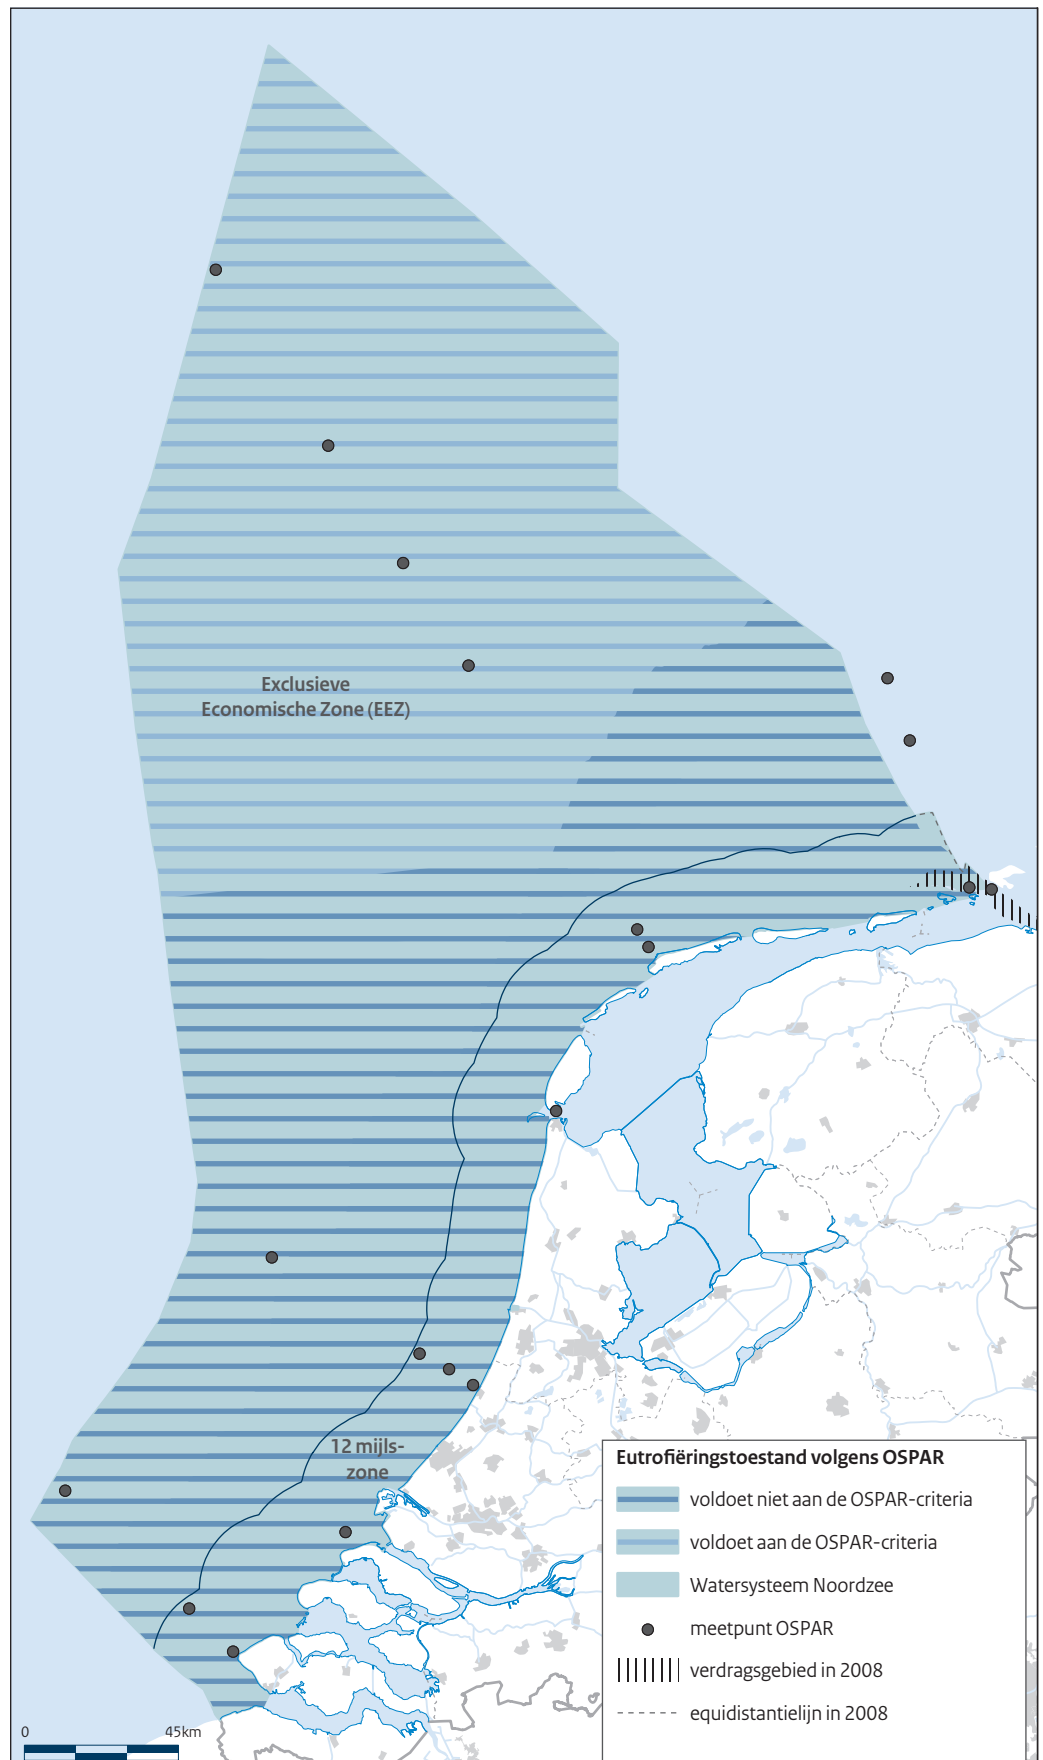 Exclusieve
Economische Zone (EEZ)
12 mijls-
zone
Eutrofiëringstoestand volgens OSPAR
voldoet niet aan de OSPAR-criteria
voldoet aan de OSPAR-criteria
Watersysteem Noordzee
meetpunt OSPAR
verdragsgebied in 2008
equidistantielijn in 2008
0 45km